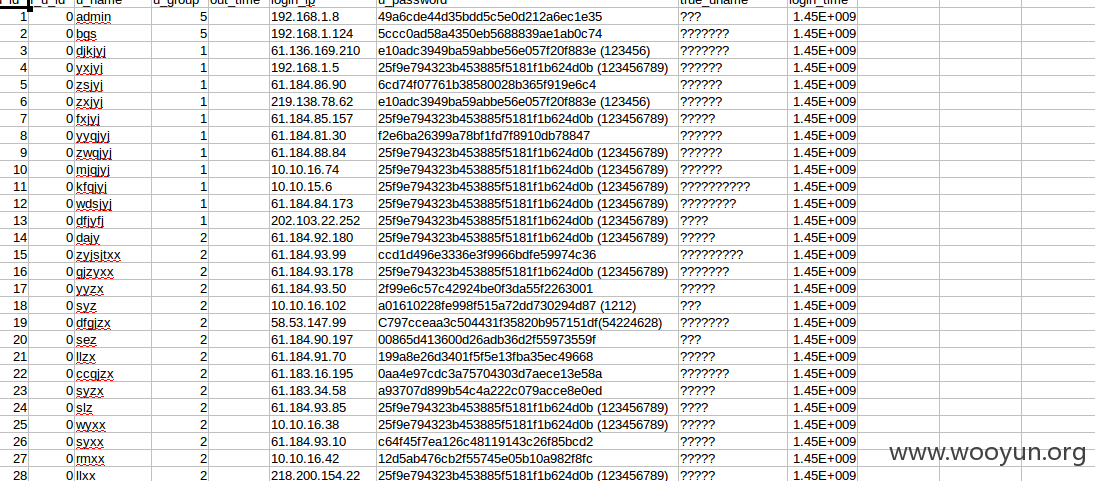 u_name u_group out_time login_ip u_password true_uname login_time
1 0 admin 5 192.168.1.8 49a6cde44d35bdd5c5e0d212a6ec1e35 ??? 1.45E+009
2 0 bgs 5 192.168.1.124 5ccc0ad58a4350eb5688839ae1ab0c74 ??????? 1.45E+009
3 0 djkjyj 1 61.136.169.210 e10adc3949ba59abbe56e057f20f883e (123456) ??????? 1.45E+009
4 0 yxjyj 1 192.168.1.5 25f9e794323b453885f5181f1b624d0b (123456789) ?????? 1.45E+009
5 0 zsjyj 1 61.184.86.90 6cd74f07761b38580028b365f919e6c4 ?????? 1.45E+009
6 0 zxjyj 1 219.138.78.62 e10adc3949ba59abbe56e057f20f883e (123456) ?????? 1.45E+009
7 0 fxjyj 1 61.184.85.157 25f9e794323b453885f5181f1b624d0b (123456789) ?????? 1.45E+009
8 0 yyqjyj 1 61.184.81.30 f2e6ba26399a78bf1fd7f8910db78847 ?????? 1.45E+009
9 0 zwqjyj 1 61.184.88.84 25f9e794323b453885f5181f1b624d0b (123456789) ?????? 1.45E+009
10 0 mjqjyj 1 10.10.16.74 25f9e794323b453885f5181f1b624d0b (123456789) ?????? 1.45E+009
11 0 kfqjyj 1 10.10.15.6 25f9e794323b453885f5181f1b624d0b (123456789) ?????????? 1.45E+009
12 0 wdsjyj 1 61.184.84.173 25f9e794323b453885f5181f1b624d0b (123456789) ???????? 1.45E+009
13 0 dfjyfj 1 202.103.22.252 25f9e794323b453885f5181f1b624d0b (123456789) ???? 1.45E+009
14 0 dajy 2 61.184.92.180 25f9e794323b453885f5181f1b624d0b (123456789) ????? 1.45E+009
15 0 zyjsjtxx 2 61.184.93.99 ccd1d496e3336e3f9966bdfe59974c36 ????????? 1.45E+009
16 0 gjzyxx 2 61.184.93.178 25f9e794323b453885f5181f1b624d0b (123456789) ??????? 1.45E+009
17 0 yyzx 2 61.184.93.50 2f99e6c57c42924be0f3da55f2263001 ????? 1.45E+009
18 0 syz 2 10.10.16.102 a01610228fe998f515a72dd730294d87 (1212) ??? 1.45E+009
19 0 dfgjzx 2 58.53.147.99 C797cceaa3c504431f35820b957151df(54224628) ??????? 1.45E+009
20 0 sez 2 61.184.90.197 00865d413600d26adb36d2f55973559f ??? 1.45E+009
21 0 llzx 2 61.184.91.70 199a8e26d3401f5f5e13fba35ec49668 ????? 1.45E+009
22 0 ccqjzx 2 61.183.16.195 0aa4e97cdc3a75704303d7aece13e58a ??????? 1.45E+009
23 0 syzx 2 61.183.34.58 a93707d899b54c4a222c079acce8e0ed ????? 1.45E+009
24 0 slz 2 61.184.93.85 25f9e794323b453885f5181f1b624d0b (123456789) ???? 1.45E+009
25 0 wyxx 2 10.10.16.38 25f9e794323b453885f5181f1b624d0b (123456789) ????? 1.45E+009
26 0 syxx 2 61.184.93.10 c64f45f7ea126c48119143c26f85bcd2 ????? 1.45E+009
27 0 rmxx 2 10.10.16.42 12d5ab476cb2f55745e05b10a982f8fc ????? 1.45E+009
28 0 llxx 2 218.200.154.22 25f9e794323b453885f5181f1b624d0b (123456789) ????? 1.45E+009
www.wooyun.org